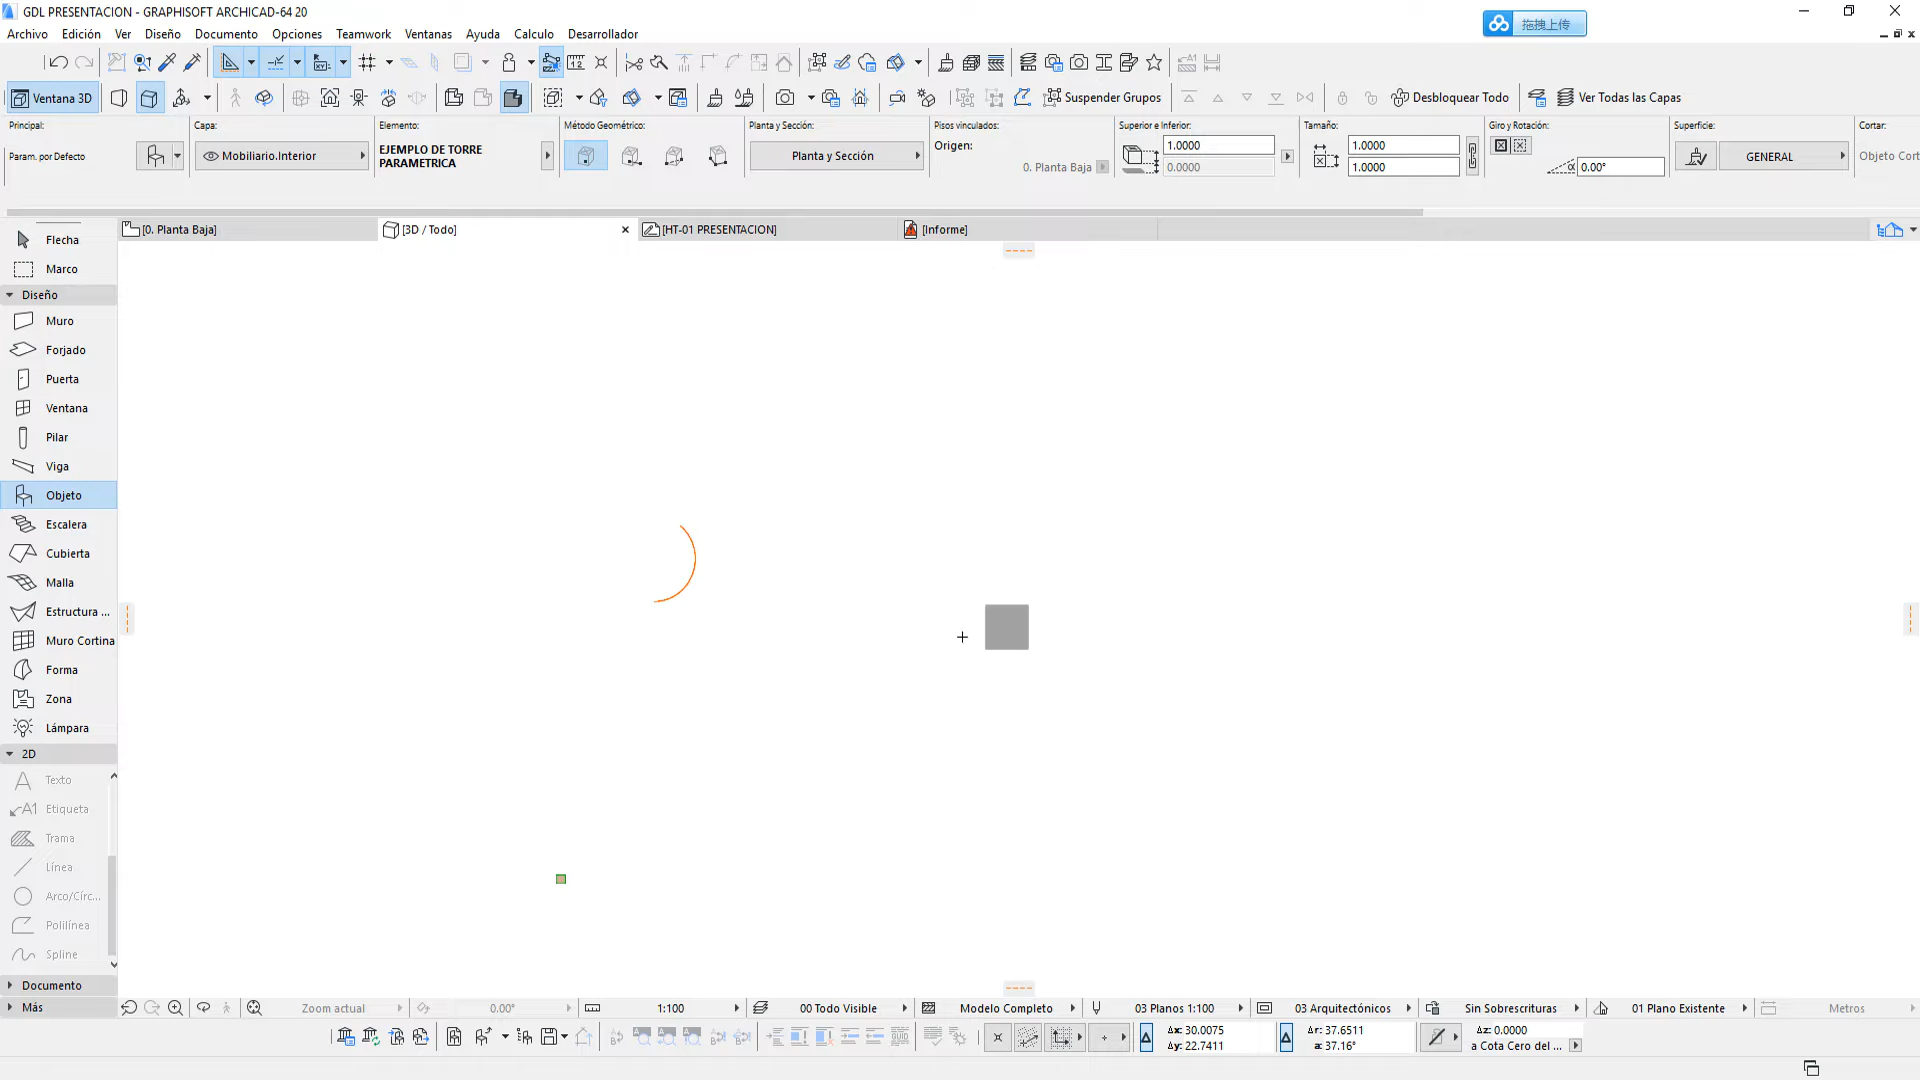 GDL PRESENTACION - GRAPHISOFT ARCHICAD-64 20
拖拽上传
Archivo Edición Ver Diseño Documento Opciones Teamwork Ventanas Ayuda Calculo Desarrollador
Ventana 3D Suspender Grupos Desbloquear Todo Ver Todas las Capas
Principal: Capa: Elemento: Método Geométrico: Planta y Sección: Pisos vinculados: Superior e Inferior: Tamaño: Giro y Rotación: Superficie: Cortar:
Param. por Defecto
Mobiliario.Interior
EJEMPLO DE TORRE
PARAMETRICA
Planta y Sección
Origen:
0. Planta Baja
1.0000
0.0000
1.0000
1.0000
0.00°
GENERAL
Objeto Cort
[0. Planta Baja] [3D / Todo] [HT-01 PRESENTACION] [Informe]
Flecha
Marco
Diseño
Muro
Forjado
Puerta
Ventana
Pilar
Viga
Objeto
Escalera
Cubierta
Malla
Estructura ...
Muro Cortina
Forma
Zona
Lámpara
2D
Texto
A1 Etiqueta
Trama
Línea
Arco/Círc...
Polilínea
Spline
Documento
Más
Zoom actual 0.00° 1:100 00 Todo Visible Modelo Completo 03 Planos 1:100 03 Arquitectónicos Sin Sobrescrituras 01 Plano Existente Metros
Δx: 30.0075 Δr: 37.6511 Δz: 0.0000
Δy: 22.7411 a: 37.16° a Cota Cero del ...